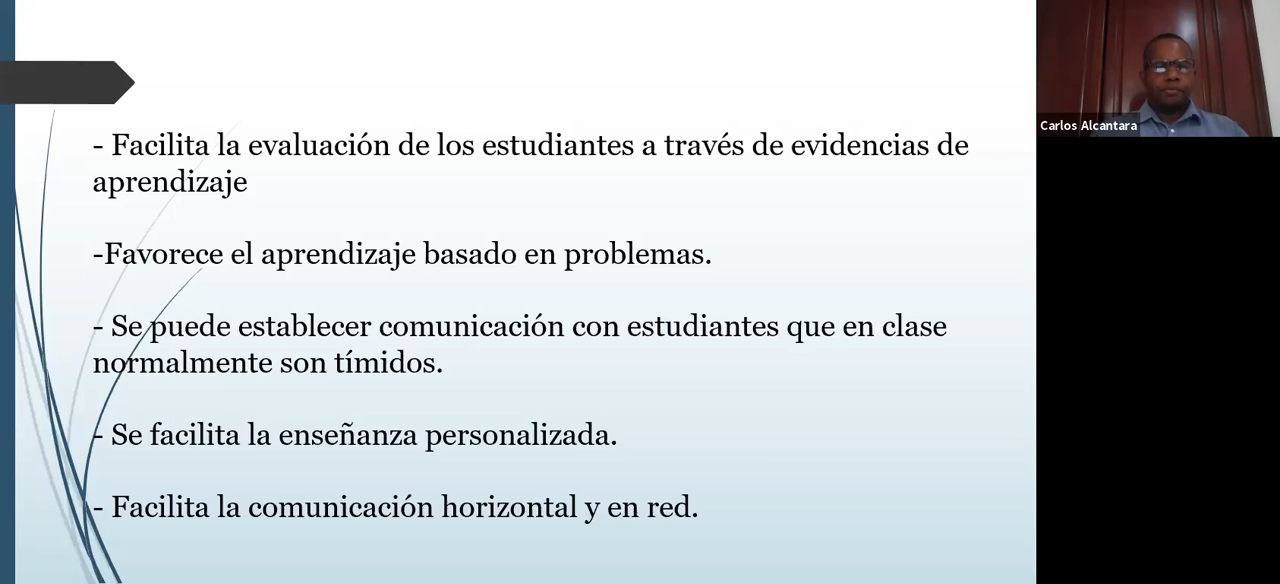 - Facilita la evaluación de los estudiantes a través de evidencias de
aprendizaje
-Favorece el aprendizaje basado en problemas.
- Se puede establecer comunicación con estudiantes que en clase
normalmente son tímidos.
- Se facilita la enseñanza personalizada.
- Facilita la comunicación horizontal y en red.
Carlos Alcantara